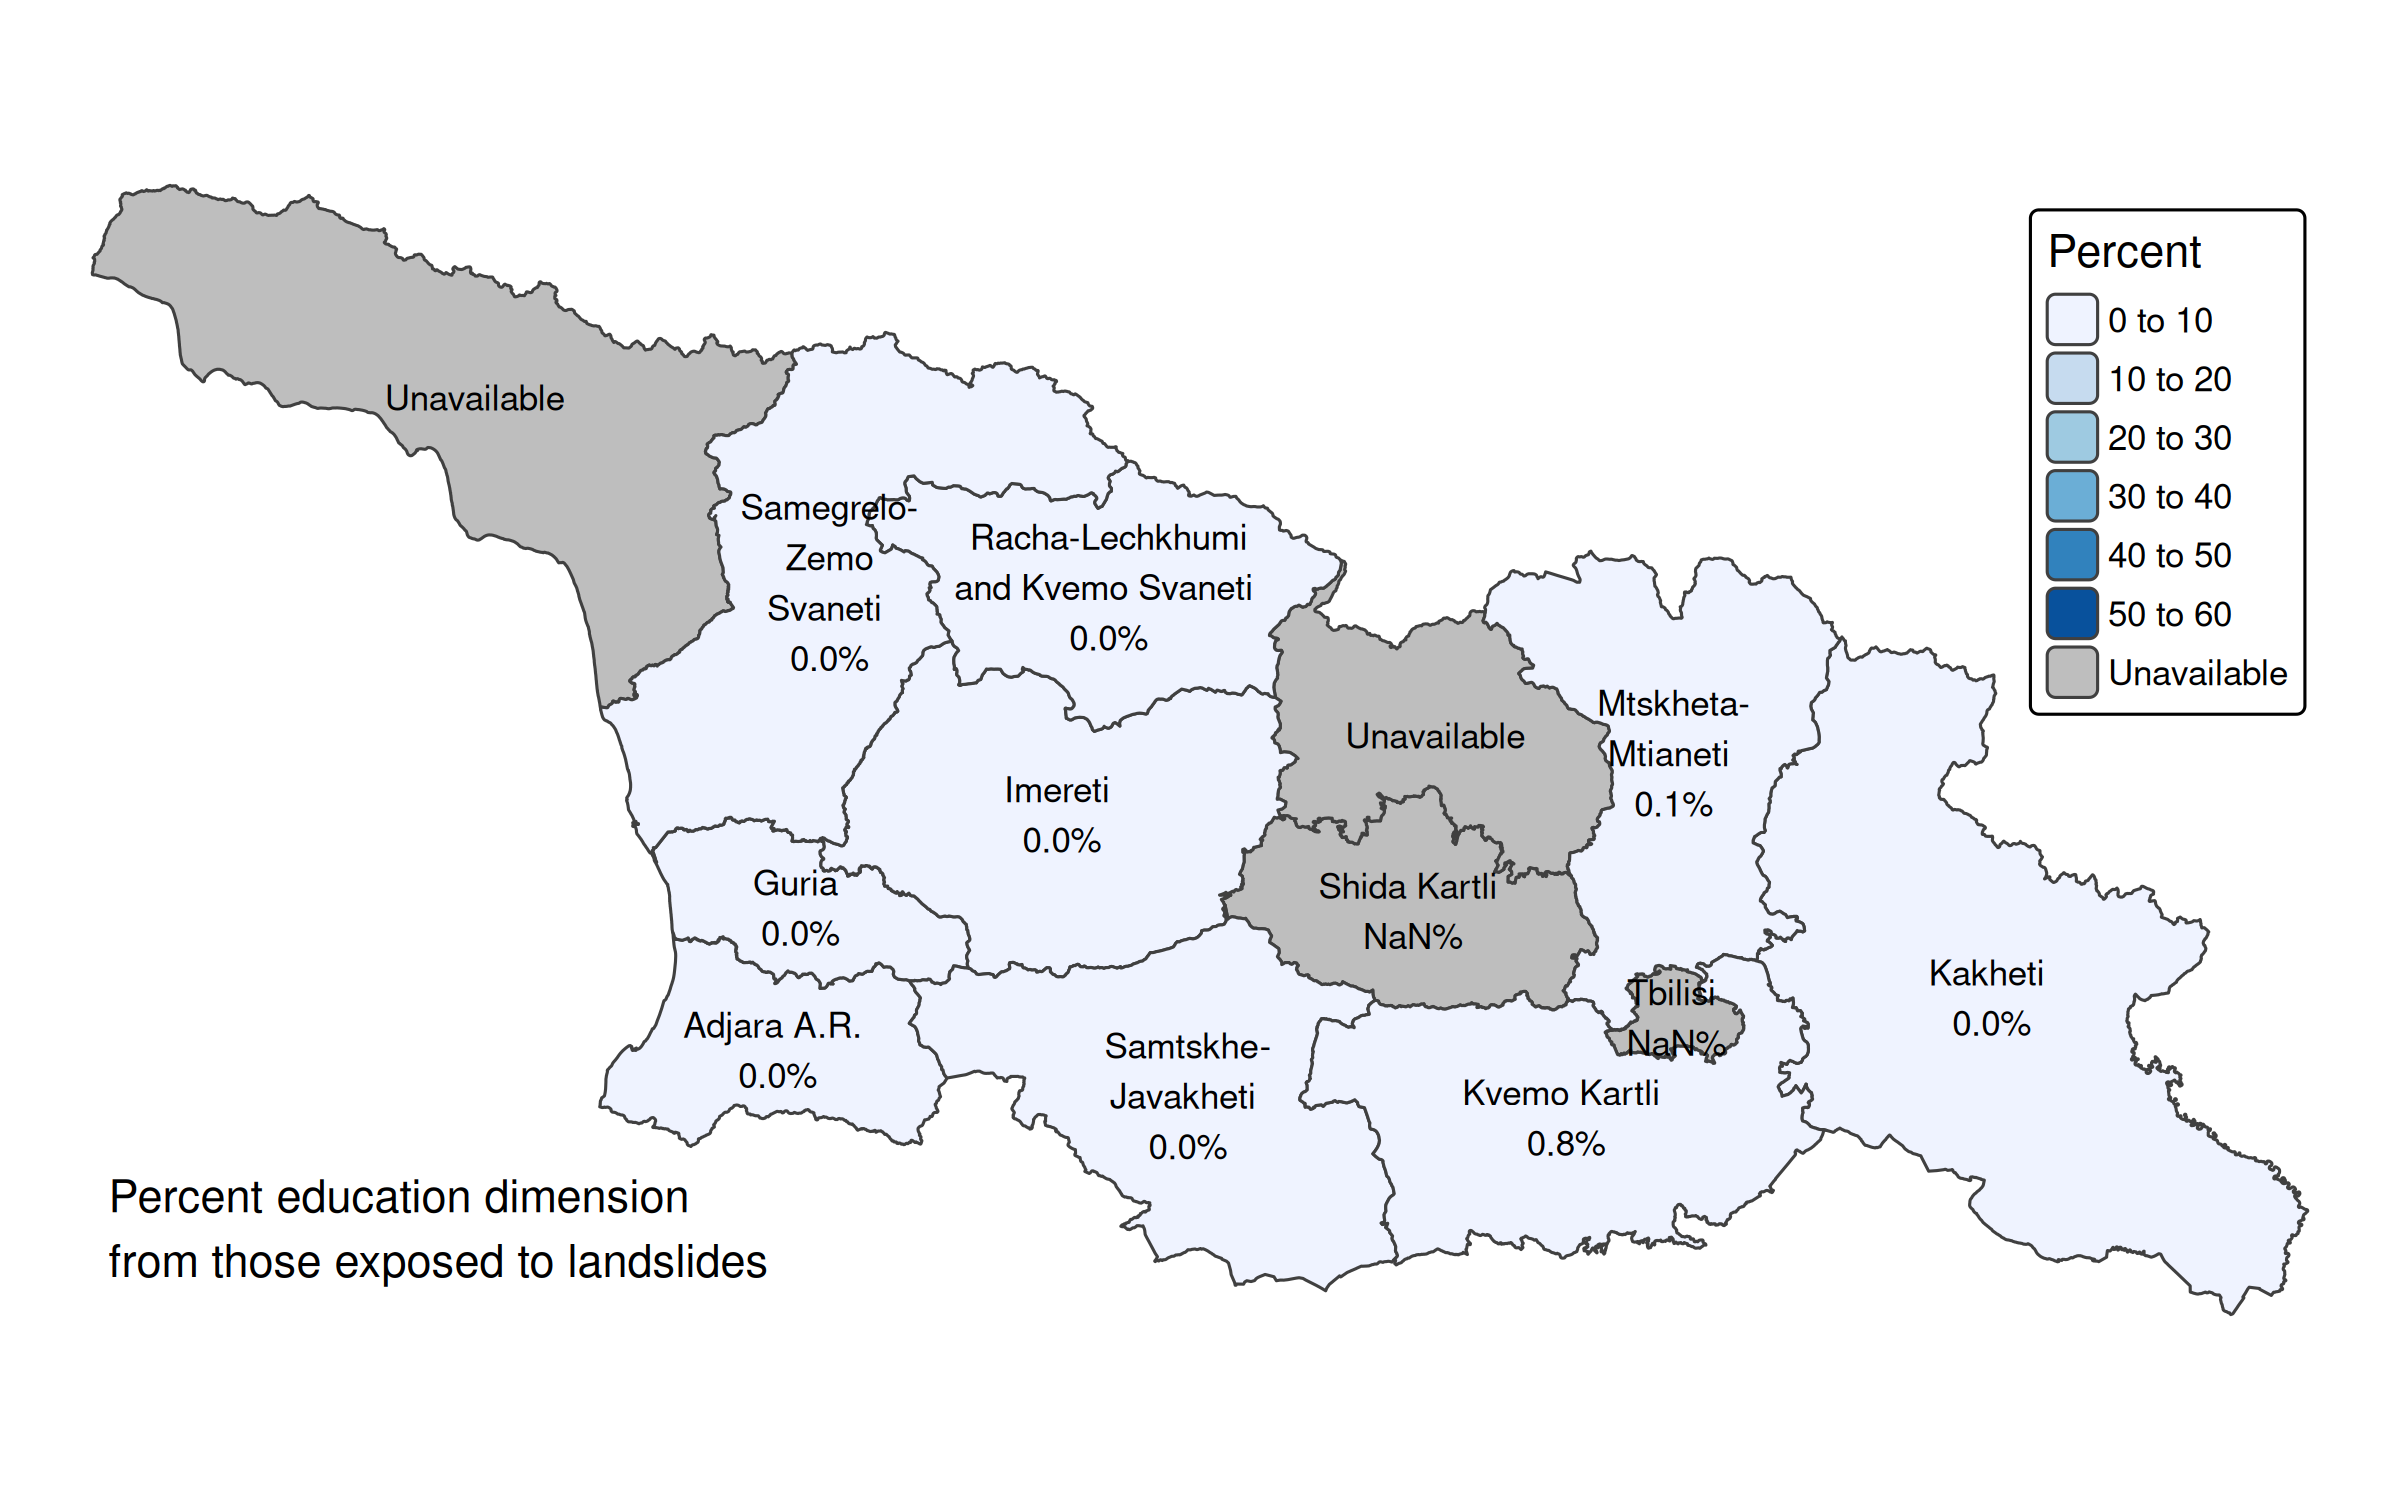 Percent
0 to 10
10 to 20
20 to 30
30 to 40
40 to 50
50 to 60
Unavailable
Unavailable
Samegrelo-
Zemo
Svaneti
0.0%
Racha-Lechkhumi
and Kvemo Svaneti
0.0%
Unavailable
Mtskheta-
Mtianeti
0.1%
Imereti
0.0%
Guria
0.0%
Shida Kartli
NaN%
Tbilisi
NaN%
Kakheti
0.0%
Adjara A.R.
0.0%
Samtskhe-
Javakheti
0.0%
Kvemo Kartli
0.8%
Percent education dimension
from those exposed to landslides